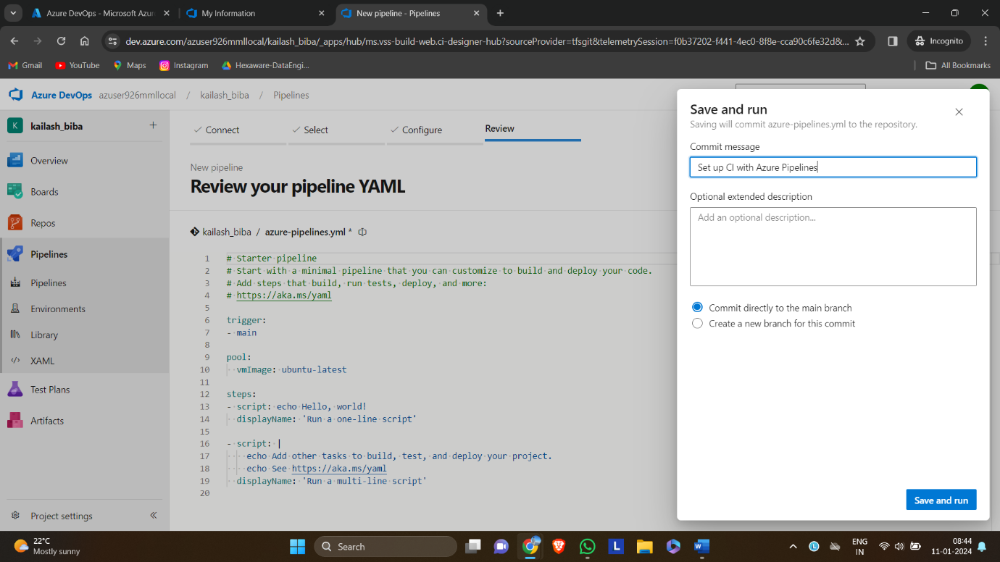 Azure DevOps - Microsoft Azur
My Information
New pipeline - Pipelines
dev.azure.com/azuser926mmllocal/kailash_biba/_apps/hub/ms.vss-build-web.ci-designer-hub?sourceProvider=tfsgit&telemetrySession=f0b37202-f441-4ec0-8f8e-cca90c6fe32d&...
Incognito
Gmail
YouTube
Maps
Instagram
Hexaware-DataEngi...
All Bookmarks
Azure DevOps azuser926mmllocal / kailash_biba / Pipelines
K kailash_biba
Overview
Boards
Repos
Pipelines
Pipelines
Environments
Library
XAML
Test Plans
Artifacts
Project settings
Connect
Select
Configure
Review
New pipeline
Review your pipeline YAML
kailash_biba / azure-pipelines.yml *
1 # Starter pipeline
2 # Start with a minimal pipeline that you can customize to build and deploy your code.
3 # Add steps that build, run tests, deploy, and more:
4 # https://aka.ms/yaml
5
6 trigger:
7 - main
8
9 pool:
10 vmImage: ubuntu-latest
11
12 steps:
13 - script: echo Hello, world!
14 displayName: 'Run a one-line script'
15
16 - script: |
17 echo Add other tasks to build, test, and deploy your project.
18 echo See https://aka.ms/yaml
19 displayName: 'Run a multi-line script'
20
Save and run
Saving will commit azure-pipelines.yml to the repository.
Commit message
Set up CI with Azure Pipelines
Optional extended description
Add an optional description...
Commit directly to the main branch
Create a new branch for this commit
Save and run
22°C
Mostly sunny
Search
L
W
L
ENG
IN
08:44
11-01-2024